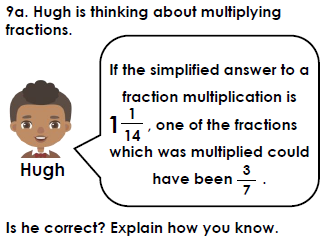 9a. Hugh is thinking about multiplying
fractions.
If the simplified answer to a
fraction multiplication is
1 1/14 , one of the fractions
which was multiplied could
have been 3/7 .
Hugh
Is he correct? Explain how you know.